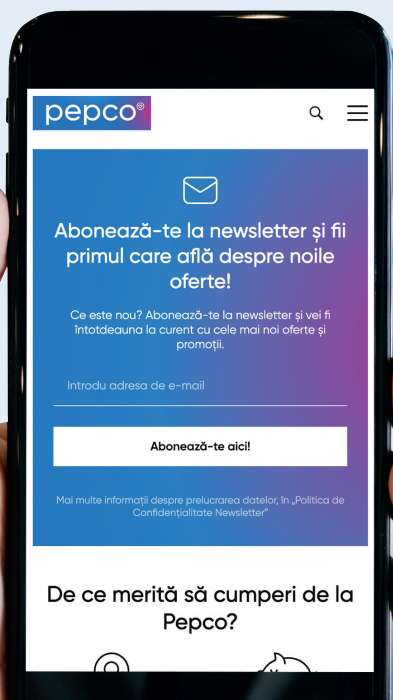 pepco
Abonează-te la newsletter și fii
primul care află despre noile
oferte!
Ce este nou? Abonează-te la newsletter și vei fi
întotdeauna la curent cu cele mai noi oferte și
promoții.
Introdu adresa de e-mail
Abonează-te aici!
Mai multe informații despre prelucrarea datelor, în „Politica de
Confidențialitate Newsletter”
De ce merită să cumperi de la
Pepco?